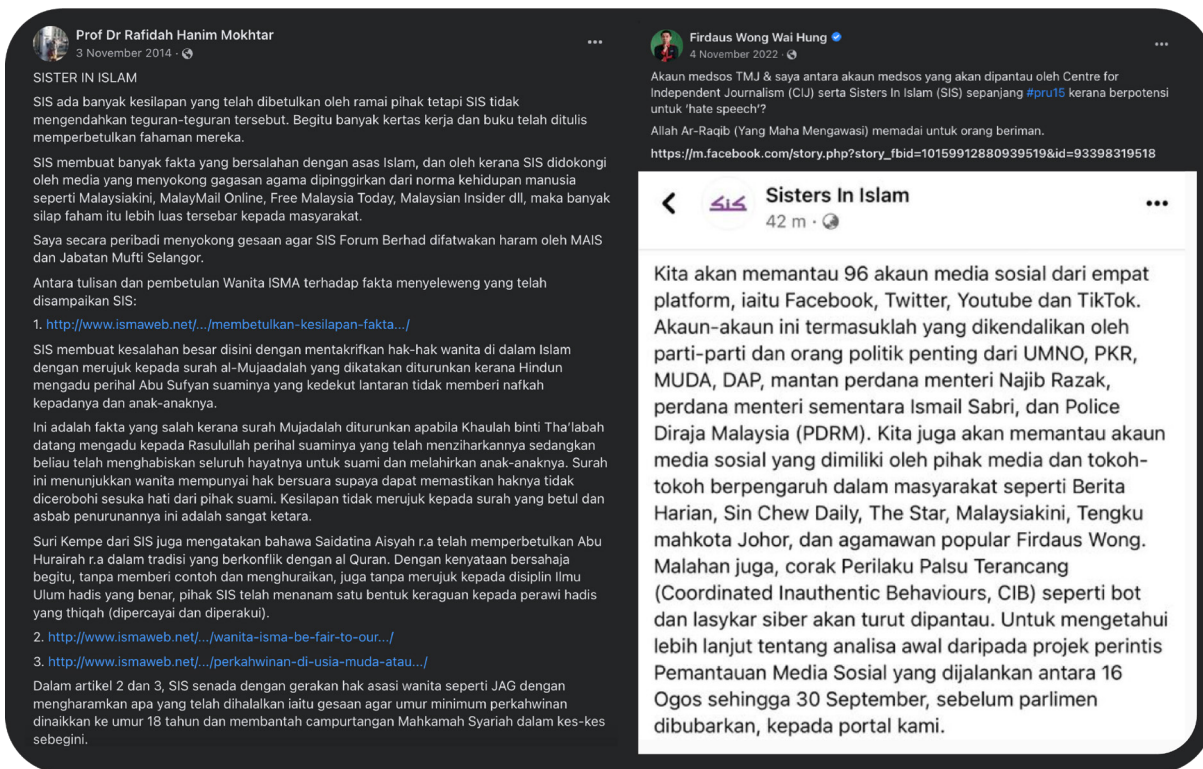 Prof Dr Rafidah Hanim Mokhtar
3 November 2014 ·
SISTER IN ISLAM
SIS ada banyak kesilapan yang telah dibetulkan oleh ramai pihak tetapi SIS tidak
mengendahkan teguran-teguran tersebut. Begitu banyak kertas kerja dan buku telah ditulis
memperbetulkan fahaman mereka.
SIS membuat banyak fakta yang bersalahan dengan asas Islam, dan oleh kerana SIS didokongi
oleh media yang menyokong gagasan agama dipinggirkan dari norma kehidupan manusia
seperti Malaysiakini, MalayMail Online, Free Malaysia Today, Malaysian Insider dll, maka banyak
silap faham itu lebih luas tersebar kepada masyarakat.
Saya secara peribadi menyokong gesaan agar SIS Forum Berhad difatwakan haram oleh MAIS
dan Jabatan Mufti Selangor.
Antara tulisan dan pembetulan Wanita ISMA terhadap fakta menyeleweng yang telah
disampaikan SIS:
1. http://www.ismaweb.net/.../membetulkan-kesilapan-fakta.../
SIS membuat kesalahan besar disini dengan mentakrifkan hak-hak wanita di dalam Islam
dengan merujuk kepada surah al-Mujaadalah yang dikatakan diturunkan kerana Hindun
mengadu perihal Abu Sufyan suaminya yang kedekut lantaran tidak memberi nafkah
kepadanya dan anak-anaknya.
Ini adalah fakta yang salah kerana surah Mujadalah diturunkan apabila Khaulah binti Tha'labah
datang mengadu kepada Rasulullah perihal suaminya yang telah menziharkannya sedangkan
beliau telah menghabiskan seluruh hayatnya untuk suami dan melahirkan anak-anaknya. Surah
ini menunjukkan wanita mempunyai hak bersuara supaya dapat memastikan haknya tidak
dicerobohi sesuka hati dari pihak suami. Kesilapan tidak merujuk kepada surah yang betul dan
asbab penurunannya ini adalah sangat ketara.
Suri Kempe dari SIS juga mengatakan bahawa Saidatina Aisyah r.a telah memperbetulkan Abu
Hurairah r.a dalam tradisi yang berkonflik dengan al Quran. Dengan kenyataan bersahaja
begitu, tanpa memberi contoh dan menghuraikan, juga tanpa merujuk kepada disiplin Ilmu
Ulum hadis yang benar, pihak SIS telah menanam satu bentuk keraguan kepada perawi hadis
yang thiqah (dipercayai dan diperakui).
2. http://www.ismaweb.net/.../wanita-isma-be-fair-to-our.../
3. http://www.ismaweb.net/.../perkahwinan-di-usia-muda-atau.../
Dalam artikel 2 dan 3, SIS senada dengan gerakan hak asasi wanita seperti JAG dengan
mengharamkan apa yang telah dihalalkan iaitu gesaan agar umur minimum perkahwinan
dinaikkan ke umur 18 tahun dan membantah campurtangan Mahkamah Syariah dalam kes-kes
sebegini.
Firdaus Wong Wai Hung
4 November 2022 ·
Akaun medsos TMJ & saya antara akaun medsos yang akan dipantau oleh Centre for
Independent Journalism (CIJ) serta Sisters In Islam (SIS) sepanjang #pru15 kerana berpotensi
untuk 'hate speech'?
Allah Ar-Raqib (Yang Maha Mengawasi) memadai untuk orang beriman.
https://m.facebook.com/story.php?story_fbid=10159912880939519&id=93398319518
SIS
Sisters In Islam
42 m ·
Kita akan memantau 96 akaun media sosial dari empat
platform, iaitu Facebook, Twitter, Youtube dan TikTok.
Akaun-akaun ini termasuklah yang dikendalikan oleh
parti-parti dan orang politik penting dari UMNO, PKR,
MUDA, DAP, mantan perdana menteri Najib Razak,
perdana menteri sementara Ismail Sabri, dan Police
Diraja Malaysia (PDRM). Kita juga akan memantau akaun
media sosial yang dimiliki oleh pihak media dan tokoh-
tokoh berpengaruh dalam masyarakat seperti Berita
Harian, Sin Chew Daily, The Star, Malaysiakini, Tengku
mahkota Johor, dan agamawan popular Firdaus Wong.
Malahan juga, corak Perilaku Palsu Terancang
(Coordinated Inauthentic Behaviours, CIB) seperti bot
dan lasykar siber akan turut dipantau. Untuk mengetahui
lebih lanjut tentang analisa awal daripada projek perintis
Pemantauan Media Sosial yang dijalankan antara 16
Ogos sehingga 30 September, sebelum parlimen
dibubarkan, kepada portal kami.